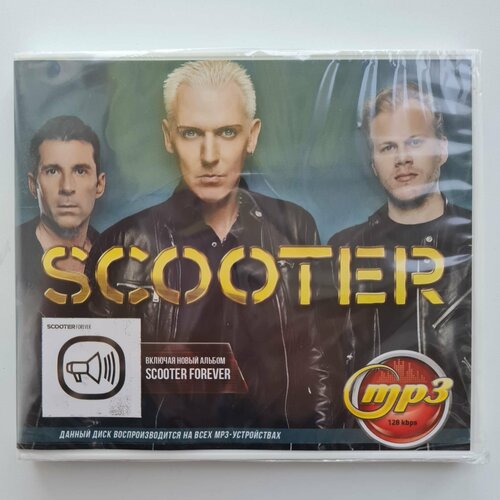 SCOOTER
SCOOTER FOREVER
ВКЛЮЧАЯ НОВЫЙ АЛЬБОМ
SCOOTER FOREVER
mp3
128 kbps
ДАННЫЙ ДИСК ВОСПРОИЗВОДИТСЯ НА ВСЕХ MP3-УСТРОЙСТВАХ